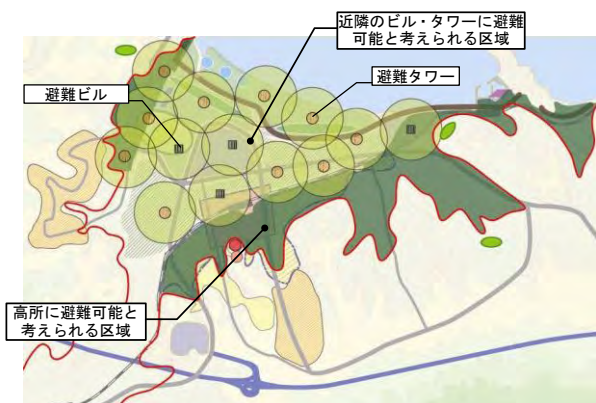 近隣のビル・タワーに避難
可能と考えられる区域
避難タワー
避難ビル
高所に避難可能と
考えられる区域